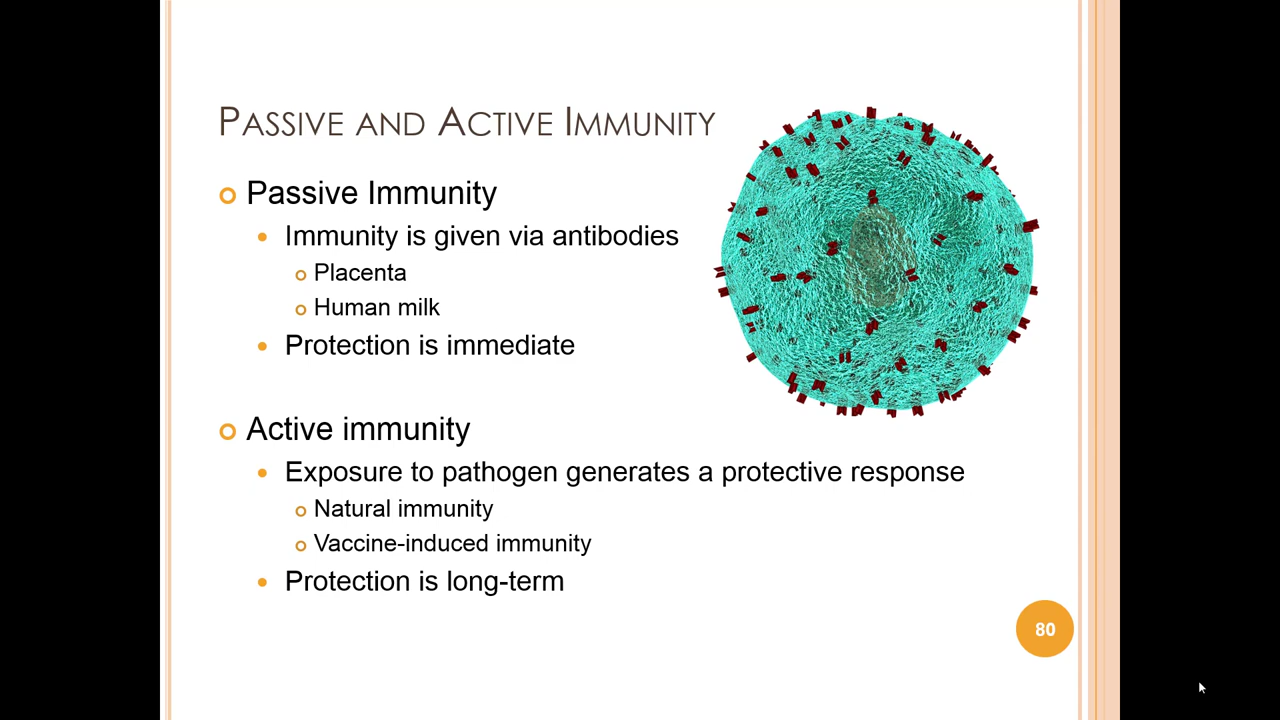 Passive and Active Immunity
Passive Immunity
Immunity is given via antibodies
Placenta
Human milk
Protection is immediate
Active immunity
Exposure to pathogen generates a protective response
Natural immunity
Vaccine-induced immunity
Protection is long-term
80